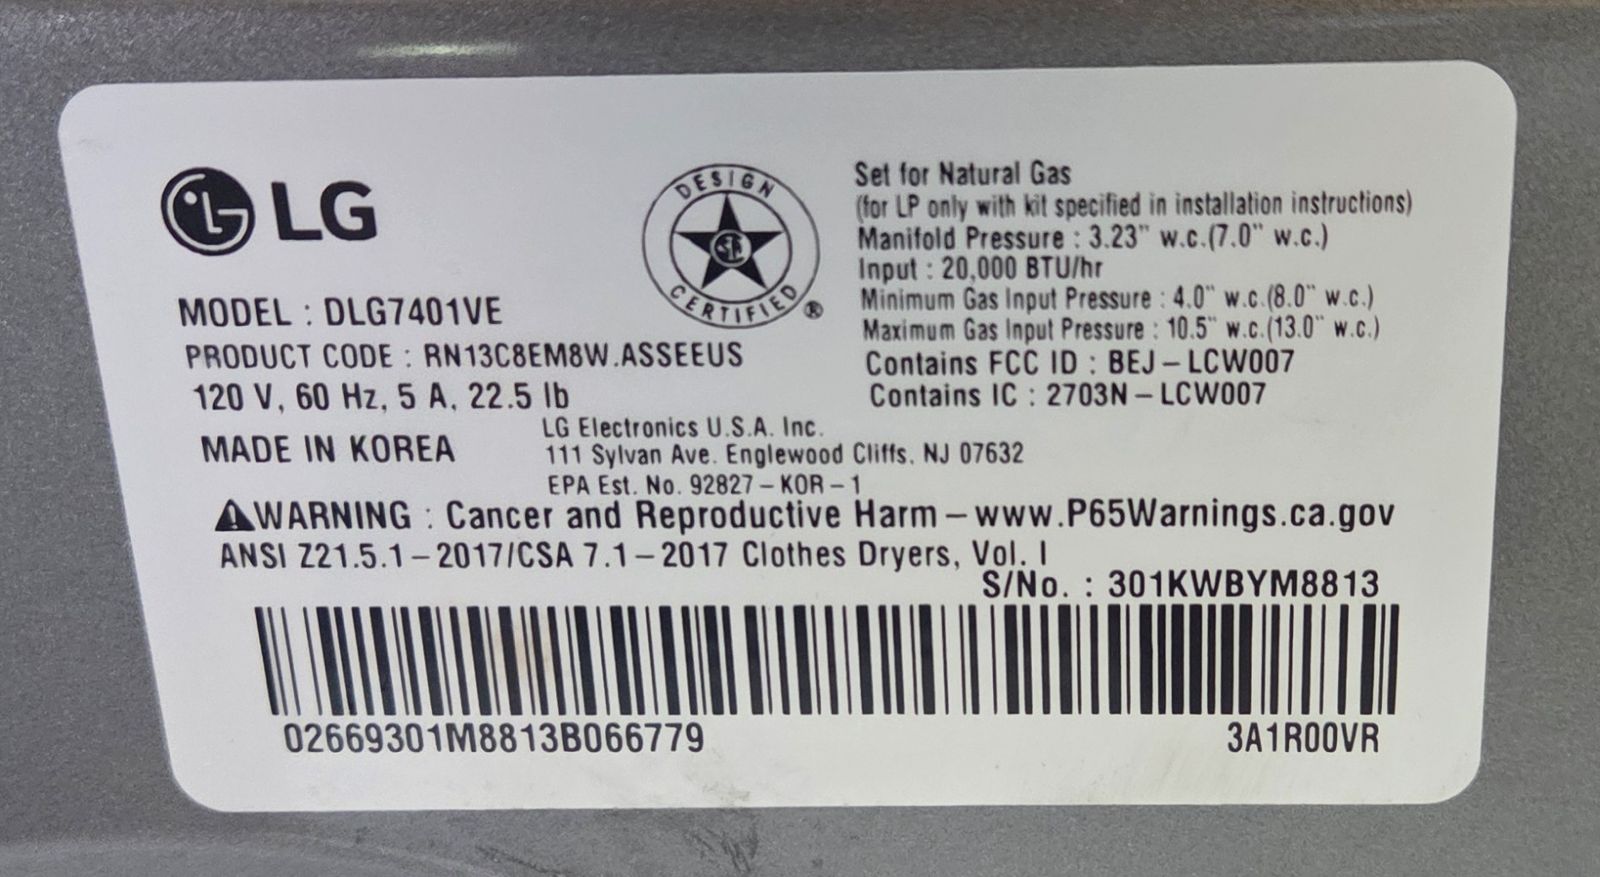 LG
DESIGN
CERTIFIED®
Set for Natural Gas
(for LP only with kit specified in installation instructions)
Manifold Pressure : 3.23" w.c.(7.0" w.c.)
Input : 20,000 BTU/hr
Minimum Gas Input Pressure : 4.0" w.c.(8.0" w.c.)
Maximum Gas Input Pressure : 10.5" w.c.(13.0" w.c.)
Contains FCC ID : BEJ – LCW007
Contains IC : 2703N – LCW007
MODEL : DLG7401VE
PRODUCT CODE : RN13C8EM8W.ASSEEUS
120 V, 60 Hz, 5 A, 22.5 lb
MADE IN KOREA
LG Electronics U.S.A. Inc.
111 Sylvan Ave. Englewood Cliffs, NJ 07632
EPA Est. No. 92827 – KOR – 1
WARNING : Cancer and Reproductive Harm – www.P65Warnings.ca.gov
ANSI Z21.5.1 – 2017/CSA 7.1 – 2017 Clothes Dryers, Vol. I
S/No. : 301KWBYM8813
02669301M8813B066779
3A1R00VR